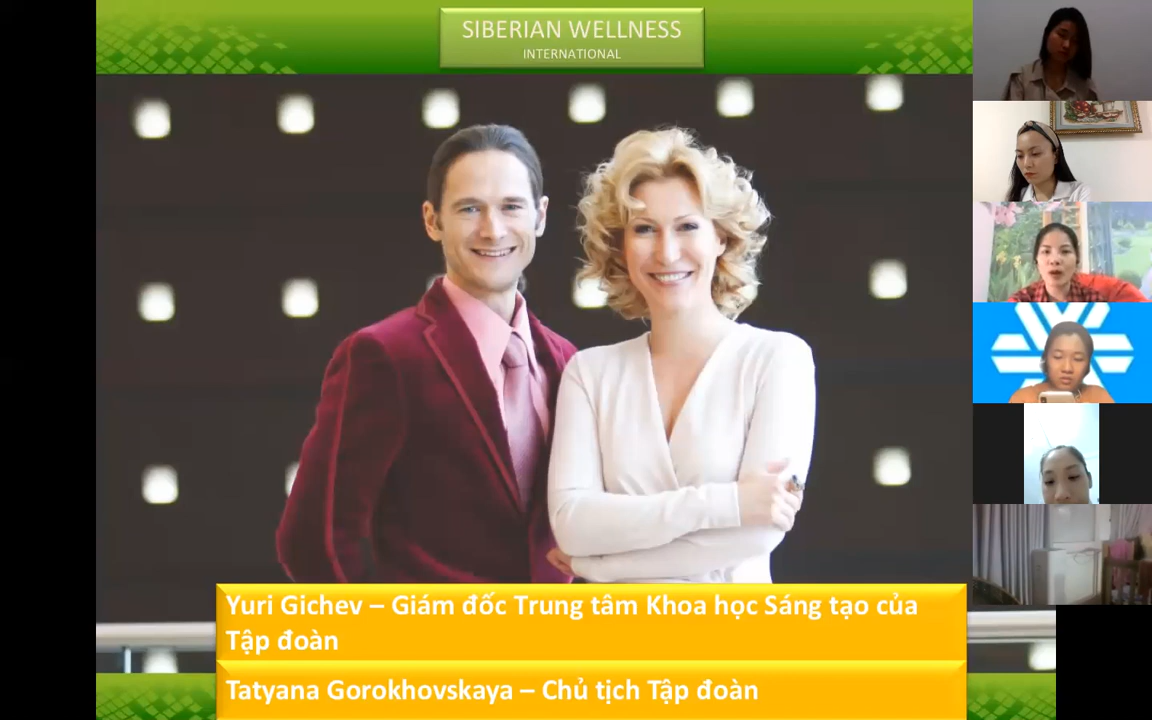 SIBERIAN WELLNESS
INTERNATIONAL
Yuri Gichev – Giám đốc Trung tâm Khoa học Sáng tạo của
Tập đoàn
Tatyana Gorokhovskaya – Chủ tịch Tập đoàn